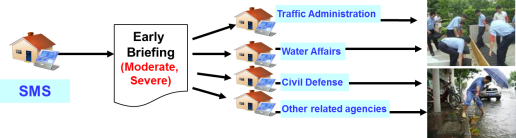 SMS
Early
Briefing
(Moderate,
Severe)
Traffic Administration
Water Affairs
Civil Defense
Other related agencies